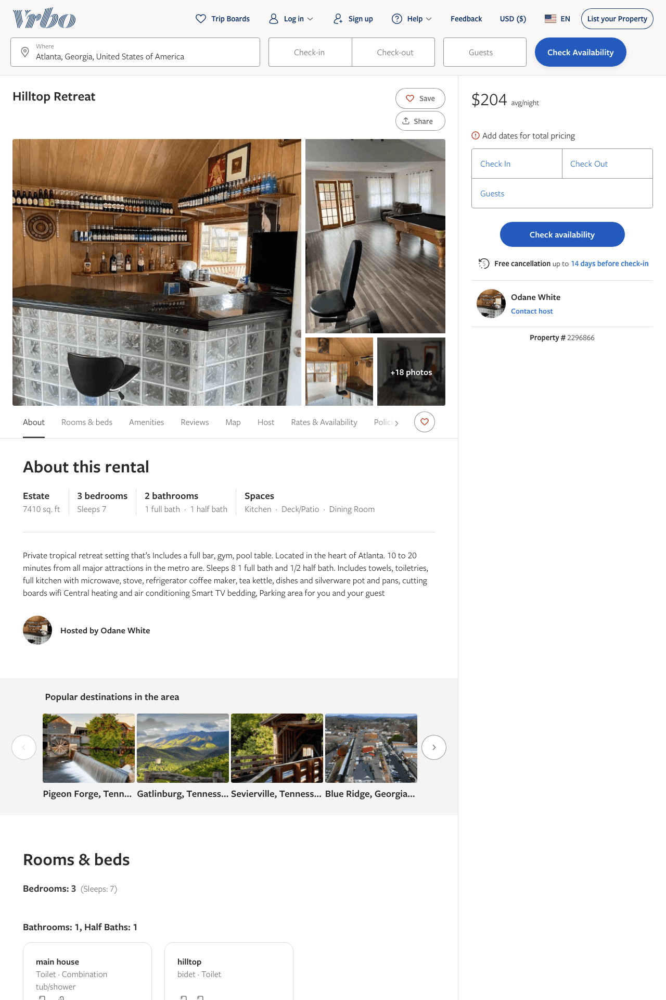 Vrbo
Trip Boards
Log in
Sign up
Help
Feedback
USD ($)
EN
List your Property
Where
Atlanta, Georgia, United States of America
Check-in
Check-out
Guests
Check Availability
Hilltop Retreat
Save
Share
$204 avg/night
Add dates for total pricing
Check In
Check Out
Guests
Check availability
Free cancellation up to 14 days before check-in
Odane White
Contact host
Property # 2296866
+18 photos
About
Rooms & beds
Amenities
Reviews
Map
Host
Rates & Availability
About this rental
Estate
7410 sq. ft
3 bedrooms
Sleeps 7
2 bathrooms
1 full bath · 1 half bath
Spaces
Kitchen · Deck/Patio · Dining Room
Private tropical retreat setting that's Includes a full bar, gym, pool table. Located in the heart of Atlanta. 10 to 20
minutes from all major attractions in the metro are. Sleeps 8 1 full bath and 1/2 half bath. Includes towels, toiletries,
full kitchen with microwave, stove, refrigerator coffee maker, tea kettle, dishes and silverware pot and pans, cutting
boards wifi Central heating and air conditioning Smart TV bedding, Parking area for you and your guest
Hosted by Odane White
Popular destinations in the area
Pigeon Forge, Tenn...
Gatlinburg, Tenness...
Sevierville, Tenness...
Blue Ridge, Georgia...
Rooms & beds
Bedrooms: 3 (Sleeps: 7)
Bathrooms: 1, Half Baths: 1
main house
Toilet · Combination
tub/shower
hilltop
bidet · Toilet